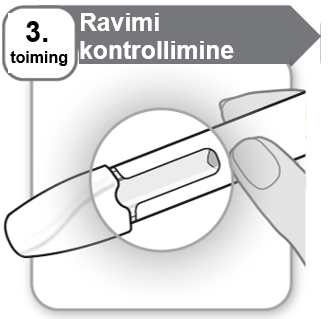 3.
toiming
Ravimi
kontrollimine